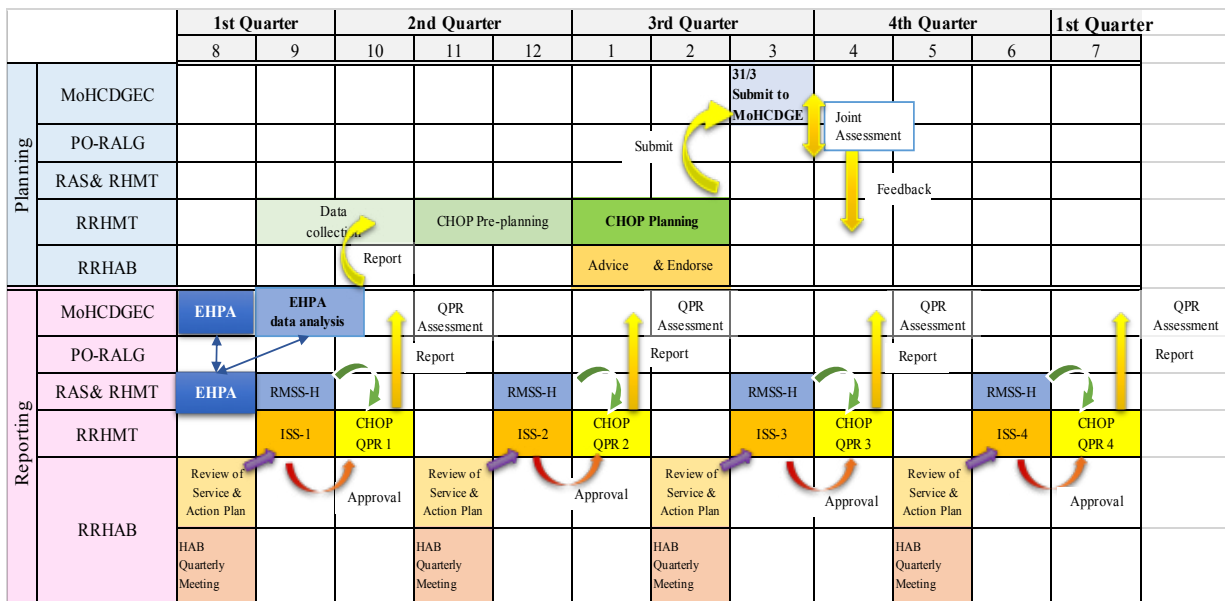 1st Quarter 2nd Quarter 3rd Quarter 4th Quarter 1st Quarter
8 9 10 11 12 1 2 3 4 5 6 7
Planning
MoHCDGEC
31/3
Submit to
MoHCDGE
Joint
Assessment
PO-RALG
Submit
RAS& RHMT
Feedback
RRHMT
Data
collection
CHOP Pre-planning
CHOP Planning
RRHAB
Report
Advice & Endorse
Reporting
MoHCDGEC
EHPA
EHPA
data analysis
QPR
Assessment
QPR
Assessment
QPR
Assessment
QPR
Assessment
PO-RALG
Report
Report
Report
Report
RAS& RHMT
EHPA
RMSS-H
RMSS-H
RMSS-H
RMSS-H
RRHMT
ISS-1
CHOP
QPR 1
ISS-2
CHOP
QPR 2
ISS-3
CHOP
QPR 3
ISS-4
CHOP
QPR 4
RRHAB
Review of
Service &
Action Plan
Approval
Review of
Service &
Action Plan
Approval
Review of
Service &
Action Plan
Approval
Review of
Service &
Action Plan
Approval
HAB
Quarterly
Meeting
HAB
Quarterly
Meeting
HAB
Quarterly
Meeting
HAB
Quarterly
Meeting